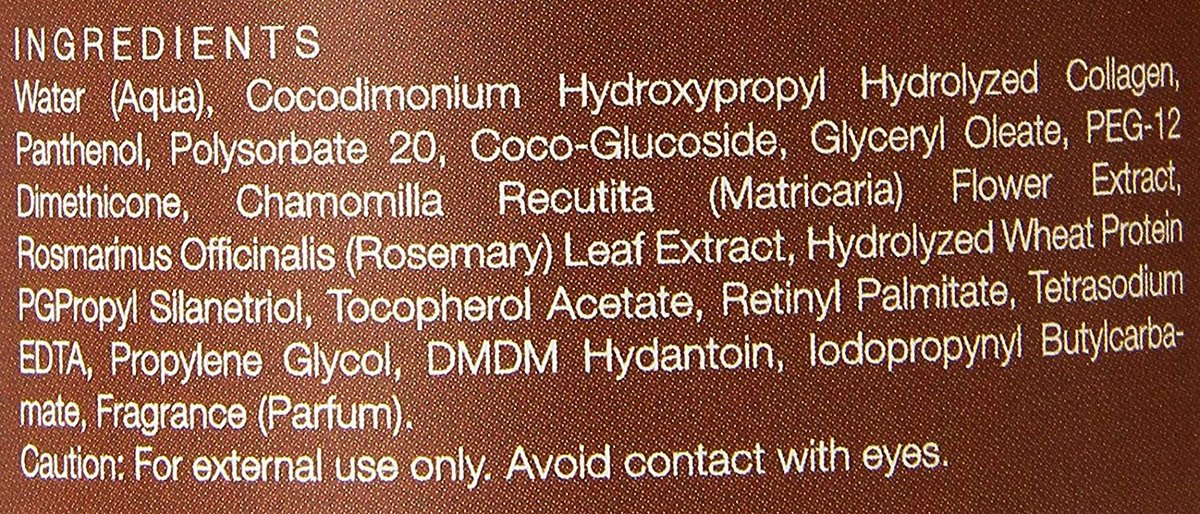 INGREDIENTS
Water (Aqua), Cocodimonium Hydroxypropyl Hydrolyzed Collagen,
Panthenol, Polysorbate 20, Coco-Glucoside, Glyceryl Oleate, PEG-12
Dimethicone, Chamomilla Recutita (Matricaria) Flower Extract,
Rosmarinus Officinalis (Rosemary) Leaf Extract, Hydrolyzed Wheat Protein
PGPropyl Silanetriol, Tocopherol Acetate, Retinyl Palmitate, Tetrasodium
EDTA, Propylene Glycol, DMDM Hydantoin, Iodopropynyl Butylcarba-
mate, Fragrance (Parfum).
Caution: For external use only. Avoid contact with eyes.